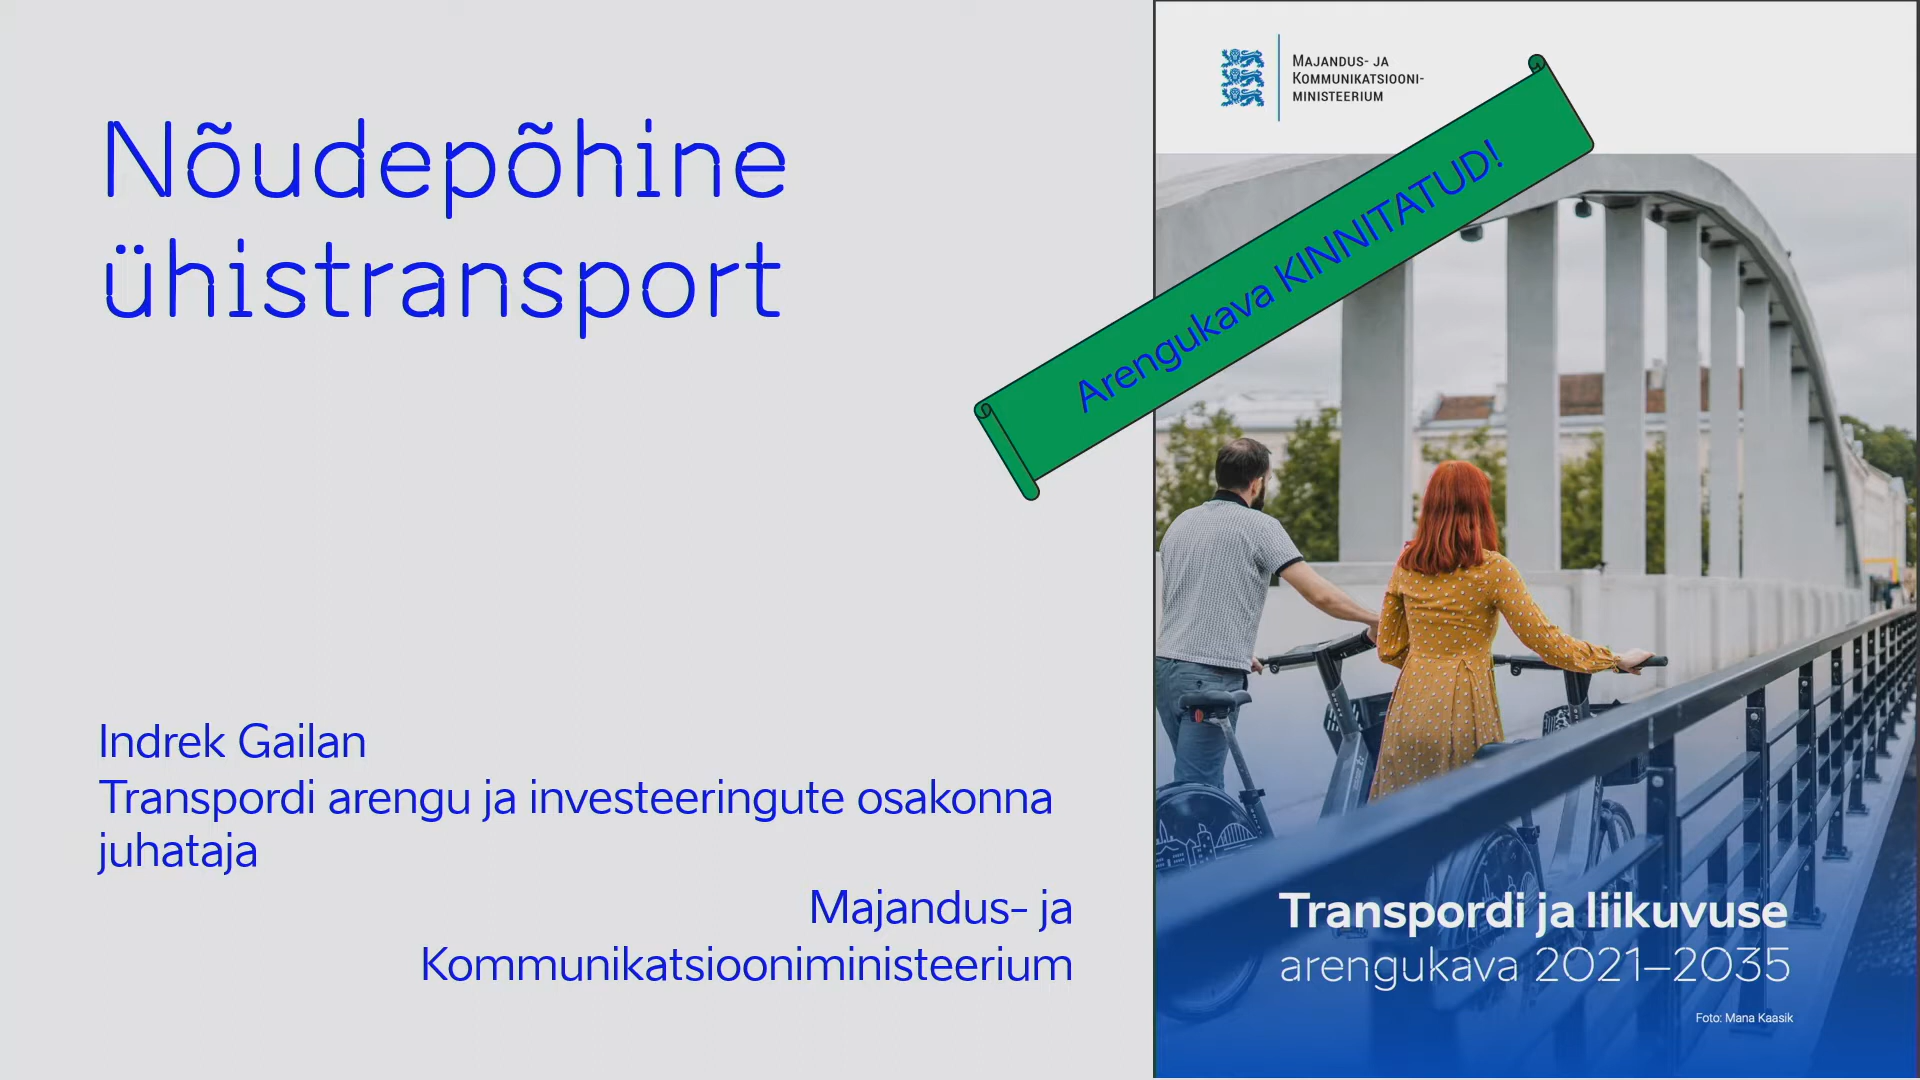 Nõudepõhine
ühistransport
Indrek Gailan
Transpordi arengu ja investeeringute osakonna
juhataja
Majandus- ja
Kommunikatsiooniministeerium
Arengukava KINNITATUD!
MAJANDUS- JA
KOMMUNIKATSIOONI-
MINISTEERIUM
Transpordi ja liikuvuse
arengukava 2021–2035
Foto: Mana Kaasik